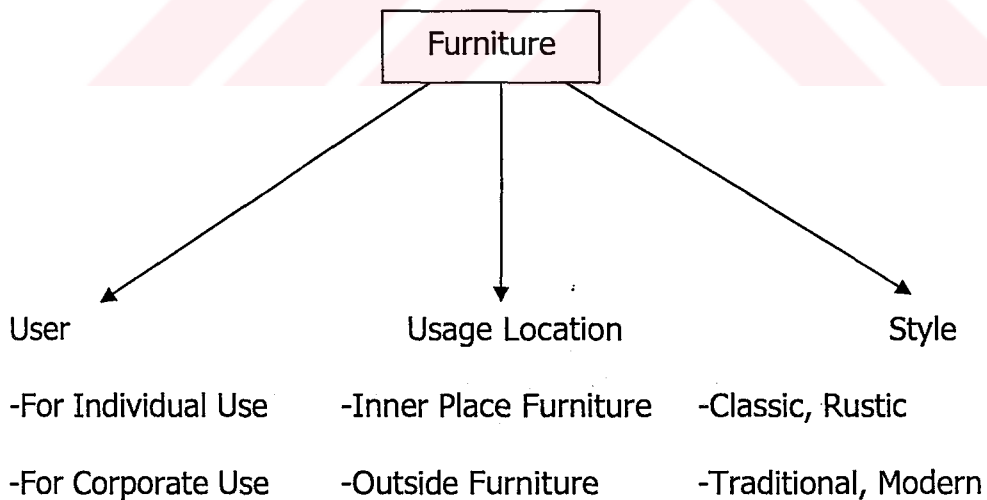 Furniture
User
Usage Location
Style
-For Individual Use
-Inner Place Furniture
-Classic, Rustic
-For Corporate Use
-Outside Furniture
-Traditional, Modern